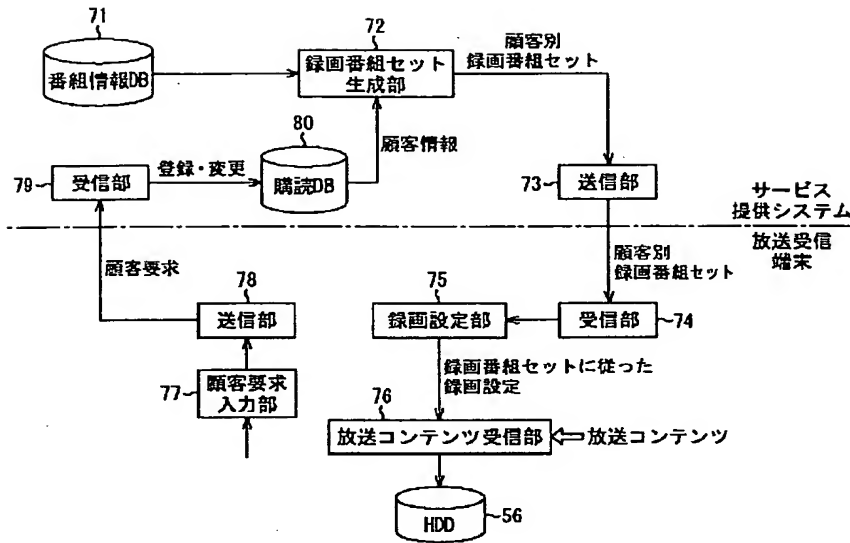 71
番組情報DB
72
録画番組セット
生成部
顧客別
録画番組セット
80
顧客情報
79
受信部
登録・変更
購読DB
73
送信部
サービス
提供システム
放送受信
端末
顧客要求
顧客別
録画番組セット
78
送信部
75
録画設定部
受信部
74
77
顧客要求
入力部
録画番組セットに従った
録画設定
76
放送コンテンツ受信部
放送コンテンツ
HDD
56